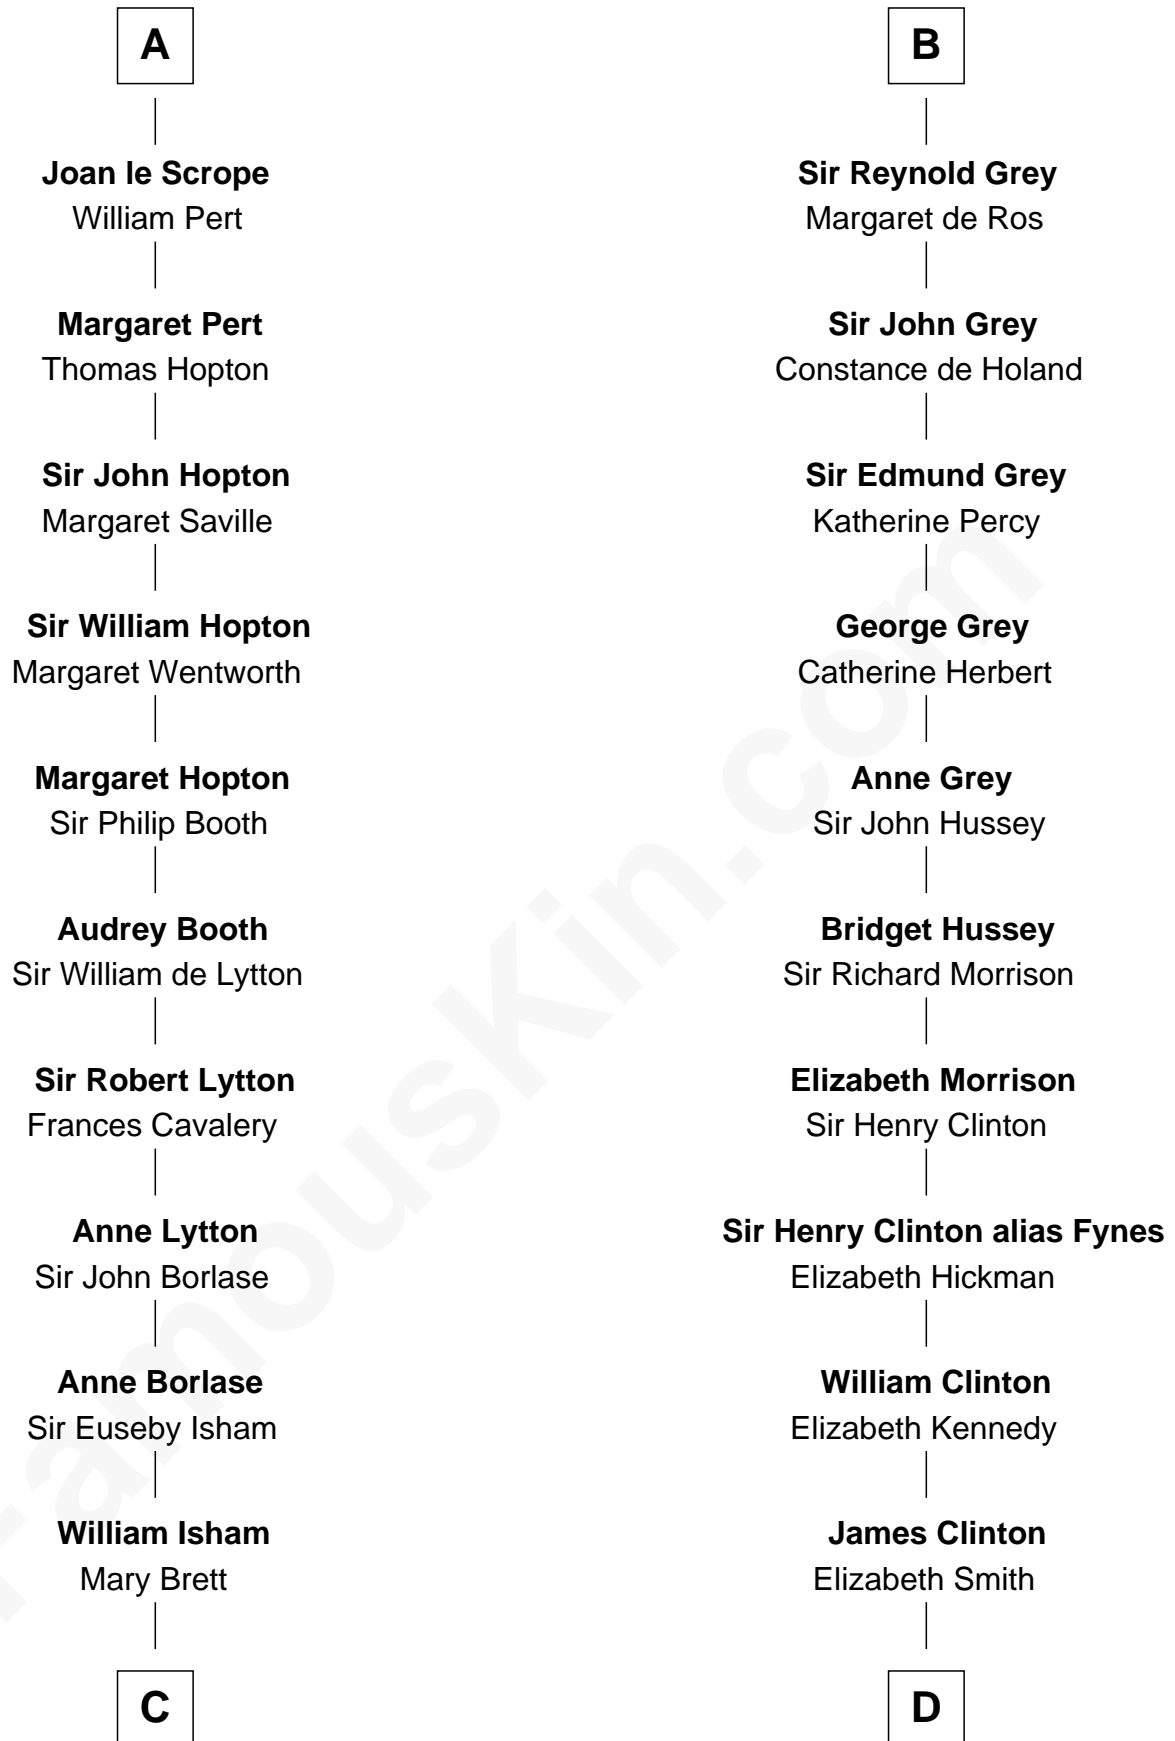 A
Joan le Scrope
William Pert
Margaret Pert
Thomas Hopton
Sir John Hopton
Margaret Saville
Sir William Hopton
Margaret Wentworth
Margaret Hopton
Sir Philip Booth
Audrey Booth
Sir William de Lytton
Sir Robert Lytton
Frances Cavalery
Anne Lytton
Sir John Borlase
Anne Borlase
Sir Euseby Isham
William Isham
Mary Brett
C
B
Sir Reynold Grey
Margaret de Ros
Sir John Grey
Constance de Holand
Sir Edmund Grey
Katherine Percy
George Grey
Catherine Herbert
Anne Grey
Sir John Hussey
Bridget Hussey
Sir Richard Morrison
Elizabeth Morrison
Sir Henry Clinton
Sir Henry Clinton alias Fynes
Elizabeth Hickman
William Clinton
Elizabeth Kennedy
James Clinton
Elizabeth Smith
D
FamousKin.com